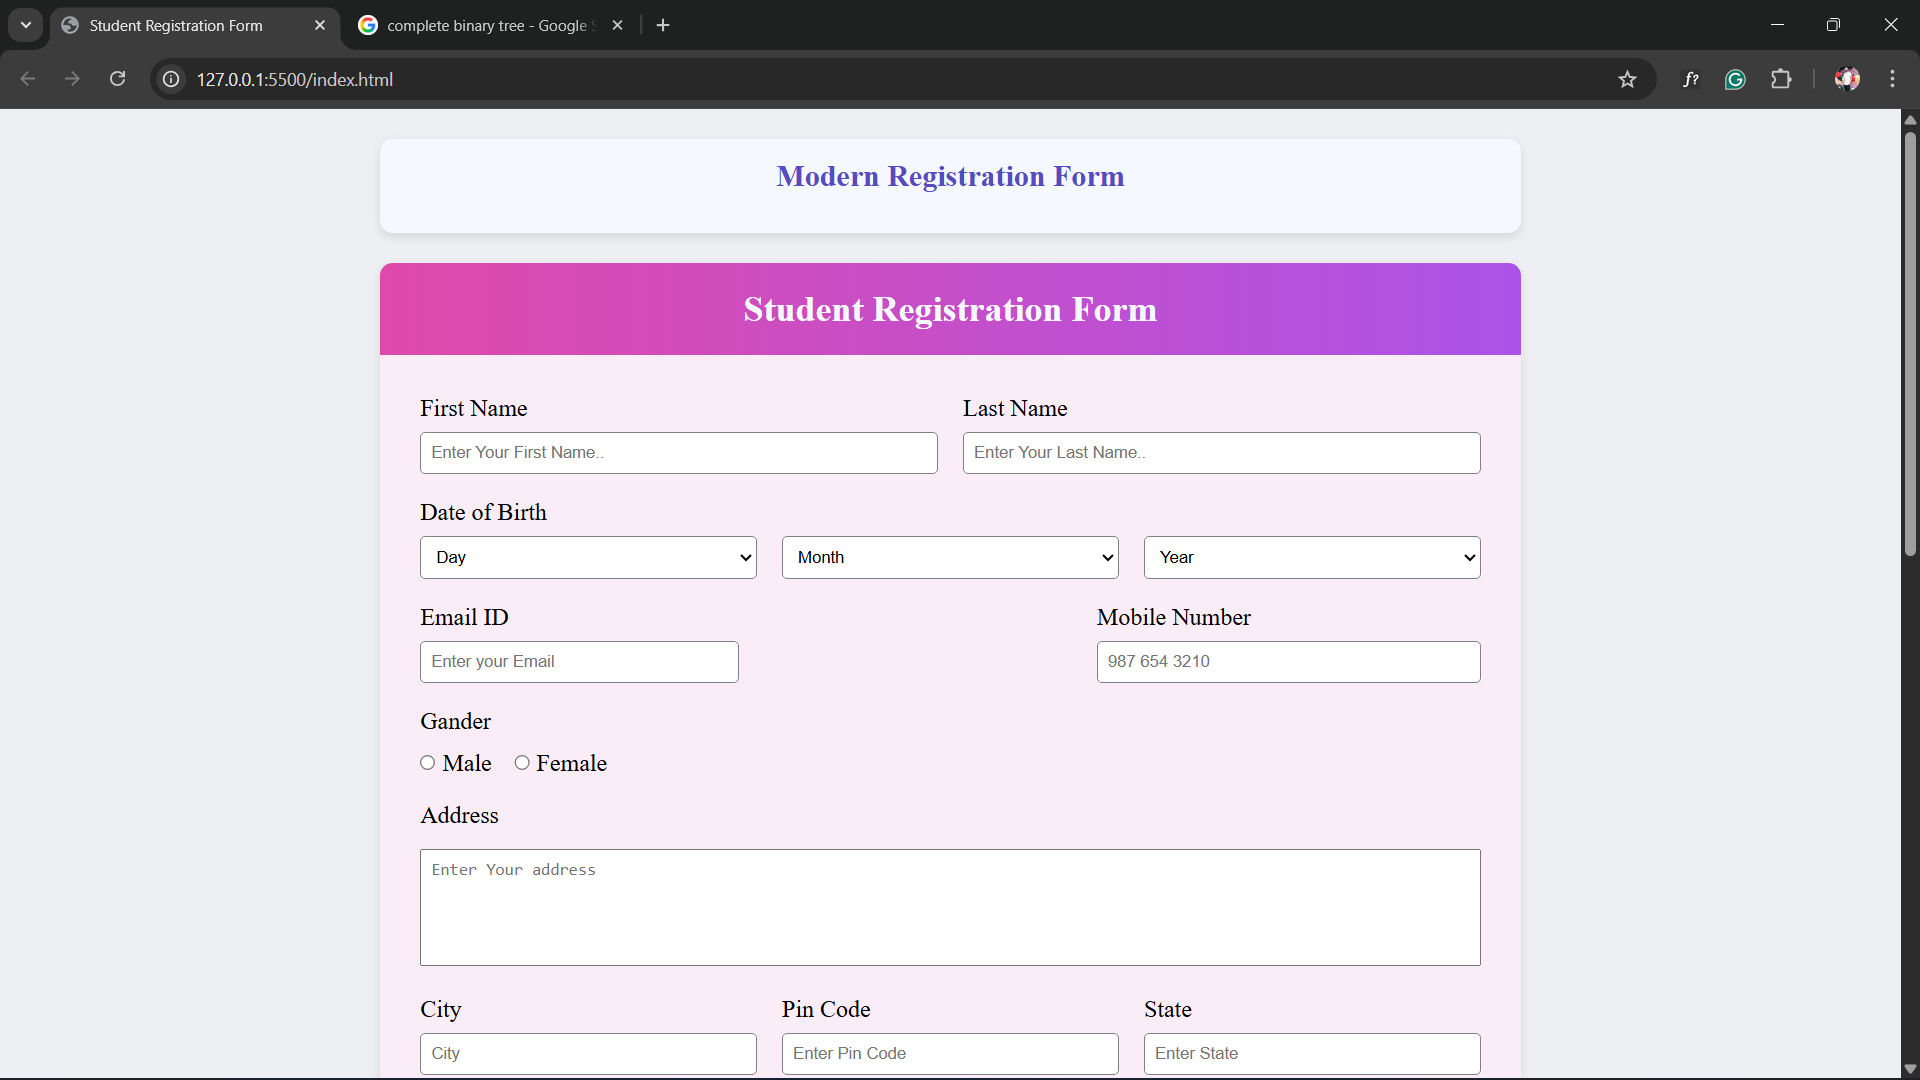 Student Registration Form
complete binary tree - Google S
127.0.0.1:5500/index.html
f?
Modern Registration Form
Student Registration Form
First Name Last Name
Enter Your First Name.. Enter Your Last Name..
Date of Birth
Day Month Year
Email ID Mobile Number
Enter your Email 987 654 3210
Gander
Male Female
Address
Enter Your address
City Pin Code State
City Enter Pin Code Enter State